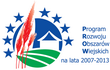 Program
Rozwoju
Obszarów
Wiejskich
na lata 2007-2013